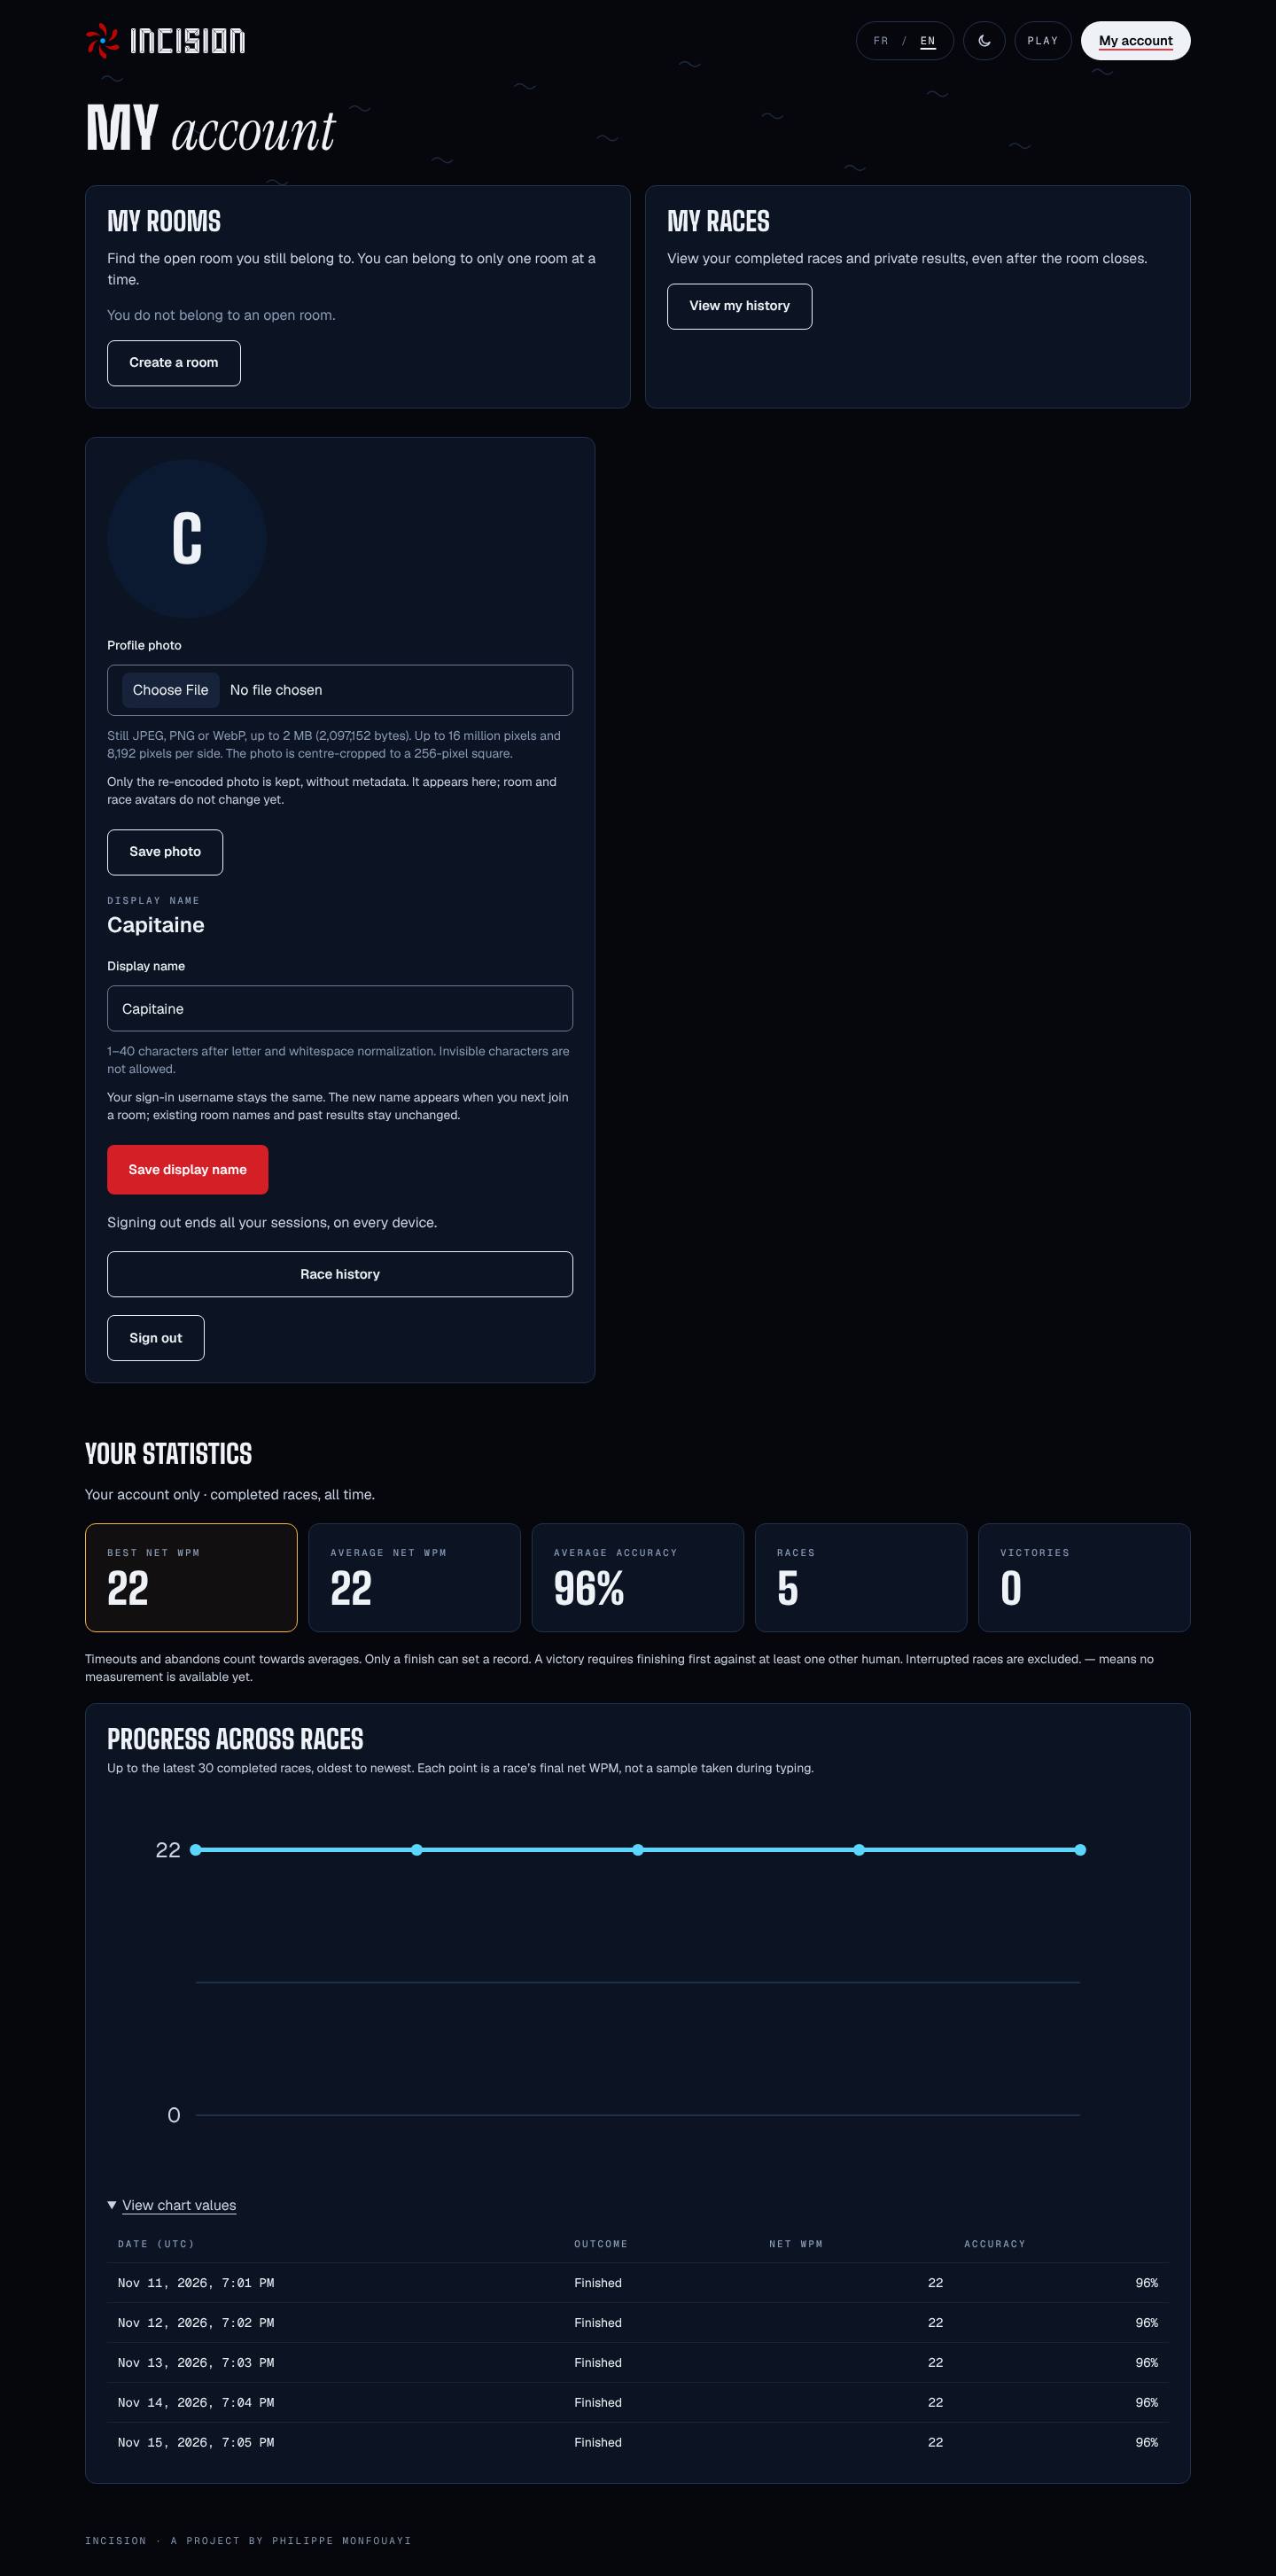 INCISION
FR / EN
PLAY
My account
MY account
MY ROOMS
Find the open room you still belong to. You can belong to only one room at a
time.
You do not belong to an open room.
Create a room
MY RACES
View your completed races and private results, even after the room closes.
View my history
C
Profile photo
Choose File No file chosen
Still JPEG, PNG or WebP, up to 2 MB (2,097,152 bytes). Up to 16 million pixels and
8,192 pixels per side. The photo is centre-cropped to a 256-pixel square.
Only the re-encoded photo is kept, without metadata. It appears here; room and
race avatars do not change yet.
Save photo
DISPLAY NAME
Capitaine
Display name
Capitaine
1–40 characters after letter and whitespace normalization. Invisible characters are
not allowed.
Your sign-in username stays the same. The new name appears when you next join
a room; existing room names and past results stay unchanged.
Save display name
Signing out ends all your sessions, on every device.
Race history
Sign out
YOUR STATISTICS
Your account only · completed races, all time.
BEST NET WPM
22
AVERAGE NET WPM
22
AVERAGE ACCURACY
96%
RACES
5
VICTORIES
0
Timeouts and abandons count towards averages. Only a finish can set a record. A victory requires finishing first against at least one other human. Interrupted races are excluded. — means no
measurement is available yet.
PROGRESS ACROSS RACES
Up to the latest 30 completed races, oldest to newest. Each point is a race’s final net WPM, not a sample taken during typing.
22
0
▼ View chart values
DATE (UTC) OUTCOME NET WPM ACCURACY
Nov 11, 2026, 7:01 PM Finished 22 96%
Nov 12, 2026, 7:02 PM Finished 22 96%
Nov 13, 2026, 7:03 PM Finished 22 96%
Nov 14, 2026, 7:04 PM Finished 22 96%
Nov 15, 2026, 7:05 PM Finished 22 96%
INCISION · A PROJECT BY PHILIPPE MONFOUAYI